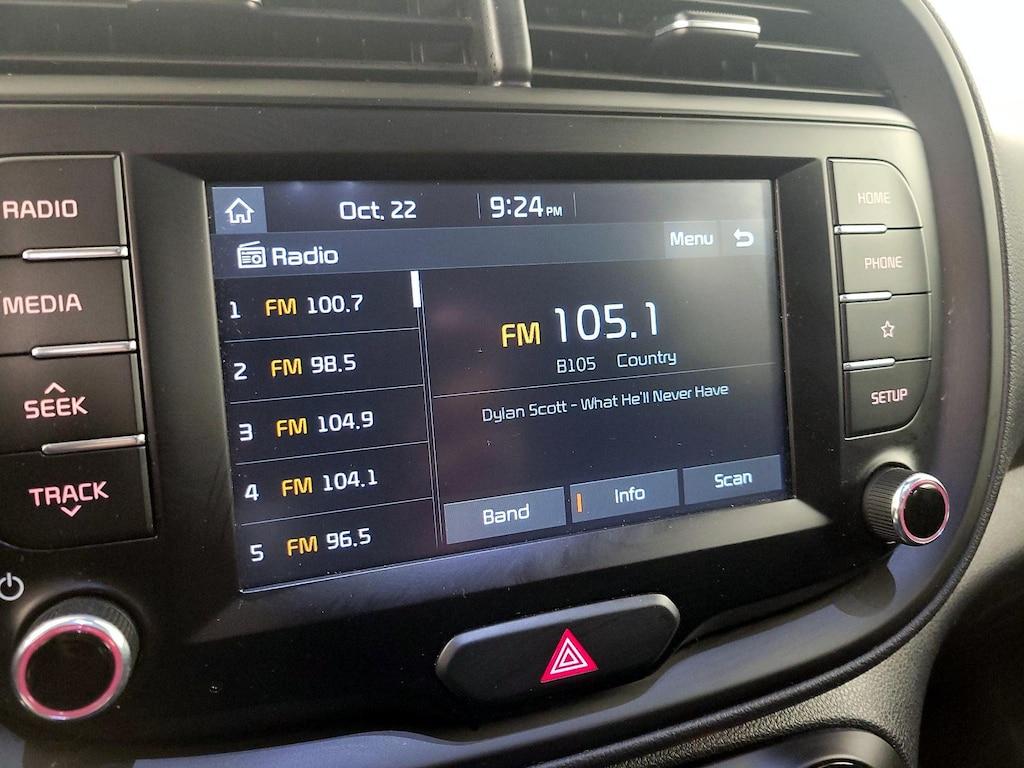 RADIO
MEDIA
SEEK
TRACK
Oct. 22 9:24 PM
Radio Menu
1 FM 100.7
2 FM 98.5
3 FM 104.9
4 FM 104.1
5 FM 96.5
FM 105.1
B105 Country
Dylan Scott - What He'll Never Have
Band Info Scan
HOME
PHONE
SETUP